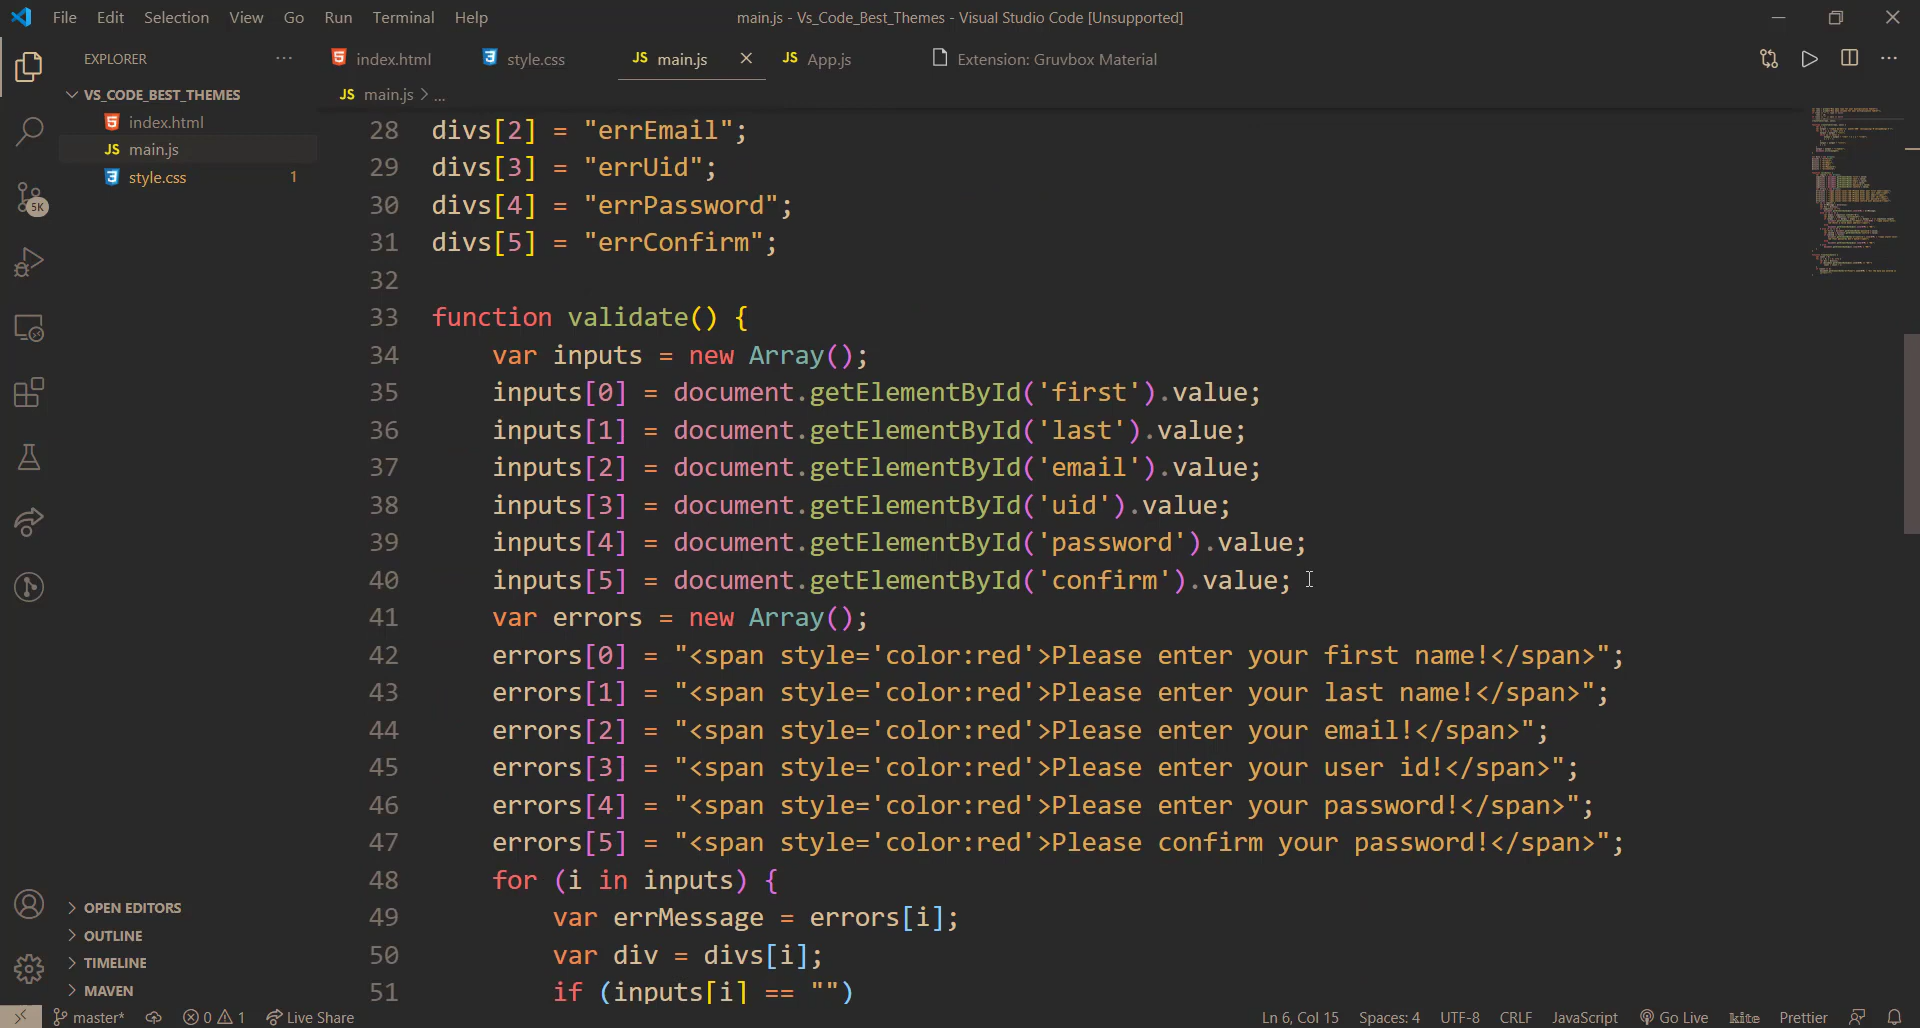 File Edit Selection View Go Run Terminal Help
main.js - Vs_Code_Best_Themes - Visual Studio Code [Unsupported]
EXPLORER
VS_CODE_BEST_THEMES
index.html
JS main.js
style.css 1
5K
OPEN EDITORS
OUTLINE
TIMELINE
MAVEN
index.html style.css JS main.js JS App.js Extension: Gruvbox Material
JS main.js > ...
28 divs[2] = "errEmail";
29 divs[3] = "errUid";
30 divs[4] = "errPassword";
31 divs[5] = "errConfirm";
32
33 function validate() {
34 var inputs = new Array();
35 inputs[0] = document.getElementById('first').value;
36 inputs[1] = document.getElementById('last').value;
37 inputs[2] = document.getElementById('email').value;
38 inputs[3] = document.getElementById('uid').value;
39 inputs[4] = document.getElementById('password').value;
40 inputs[5] = document.getElementById('confirm').value;
41 var errors = new Array();
42 errors[0] = "<span style='color:red'>Please enter your first name!</span>";
43 errors[1] = "<span style='color:red'>Please enter your last name!</span>";
44 errors[2] = "<span style='color:red'>Please enter your email!</span>";
45 errors[3] = "<span style='color:red'>Please enter your user id!</span>";
46 errors[4] = "<span style='color:red'>Please enter your password!</span>";
47 errors[5] = "<span style='color:red'>Please confirm your password!</span>";
48 for (i in inputs) {
49 var errMessage = errors[i];
50 var div = divs[i];
51 if (inputs[i] == "")
master* 0 1 Live Share Ln 6, Col 15 Spaces: 4 UTF-8 CRLF JavaScript Go Live kite Prettier